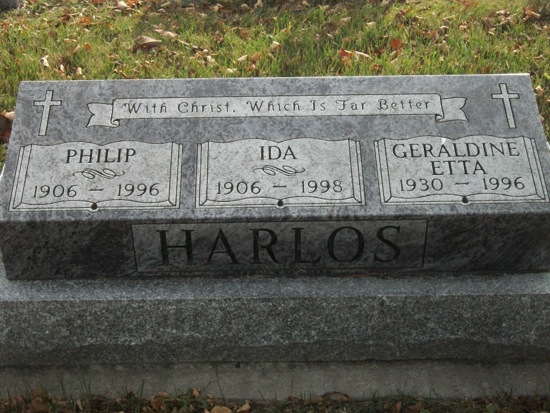 With Christ, Which Is Far Better
PHILIP
1906 - 1996
IDA
1906 - 1998
GERALDINE
ETTA
1930 - 1996
HARLOS